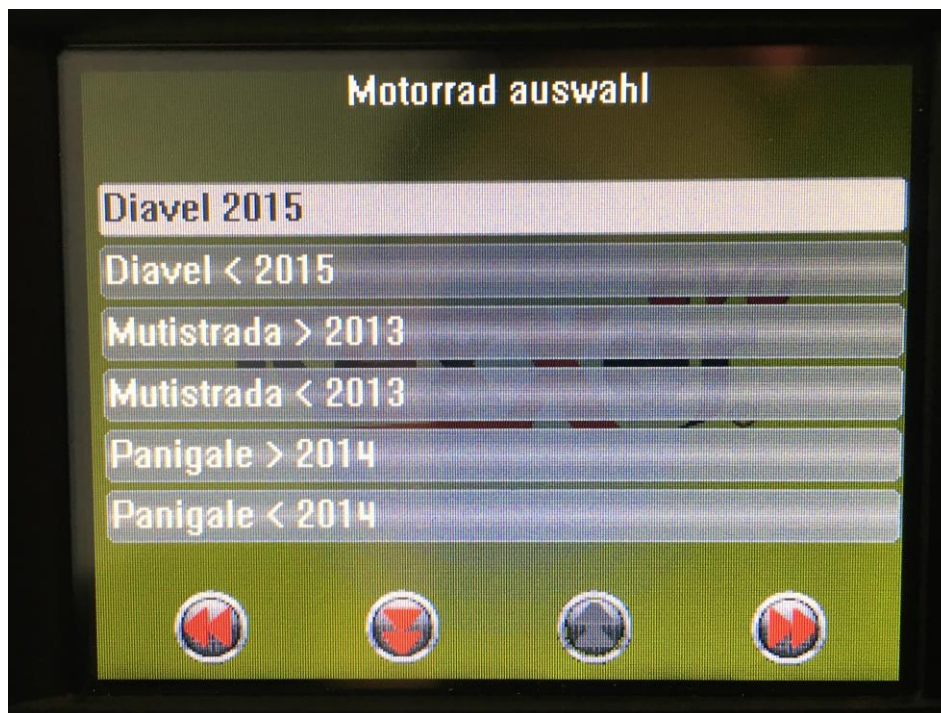 Motorrad auswahl
Diavel 2015
Diavel < 2015
Mutistrada > 2013
Mutistrada < 2013
Panigale > 2014
Panigale < 2014